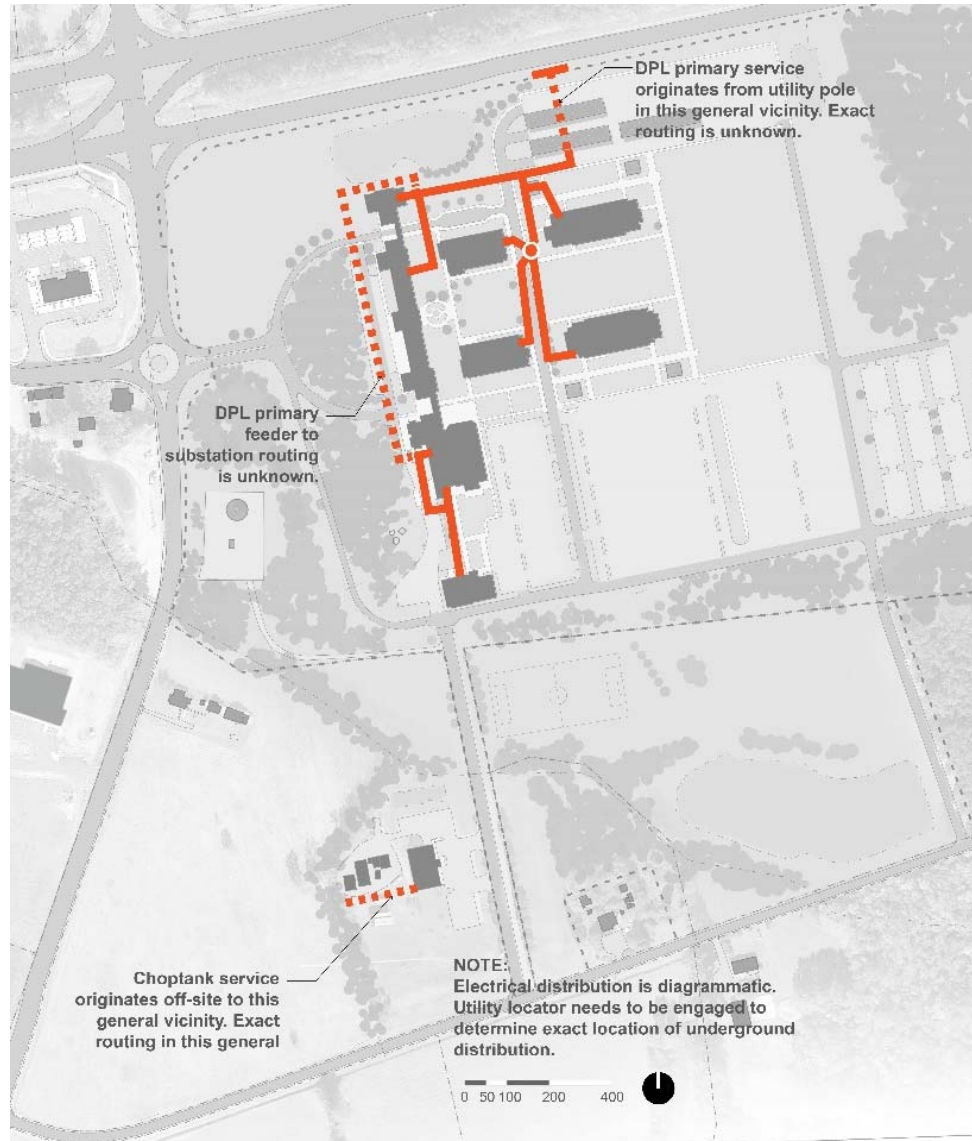 DPL primary service
originates from utility pole
in this general vicinity. Exact
routing is unknown.
DPL primary
feeder to
substation routing
is unknown.
Choptank service
originates off-site to this
general vicinity. Exact
routing in this general
NOTE:
Electrical distribution is diagrammatic.
Utility locator needs to be engaged to
determine exact location of underground
distribution.
0 50 100 200 400